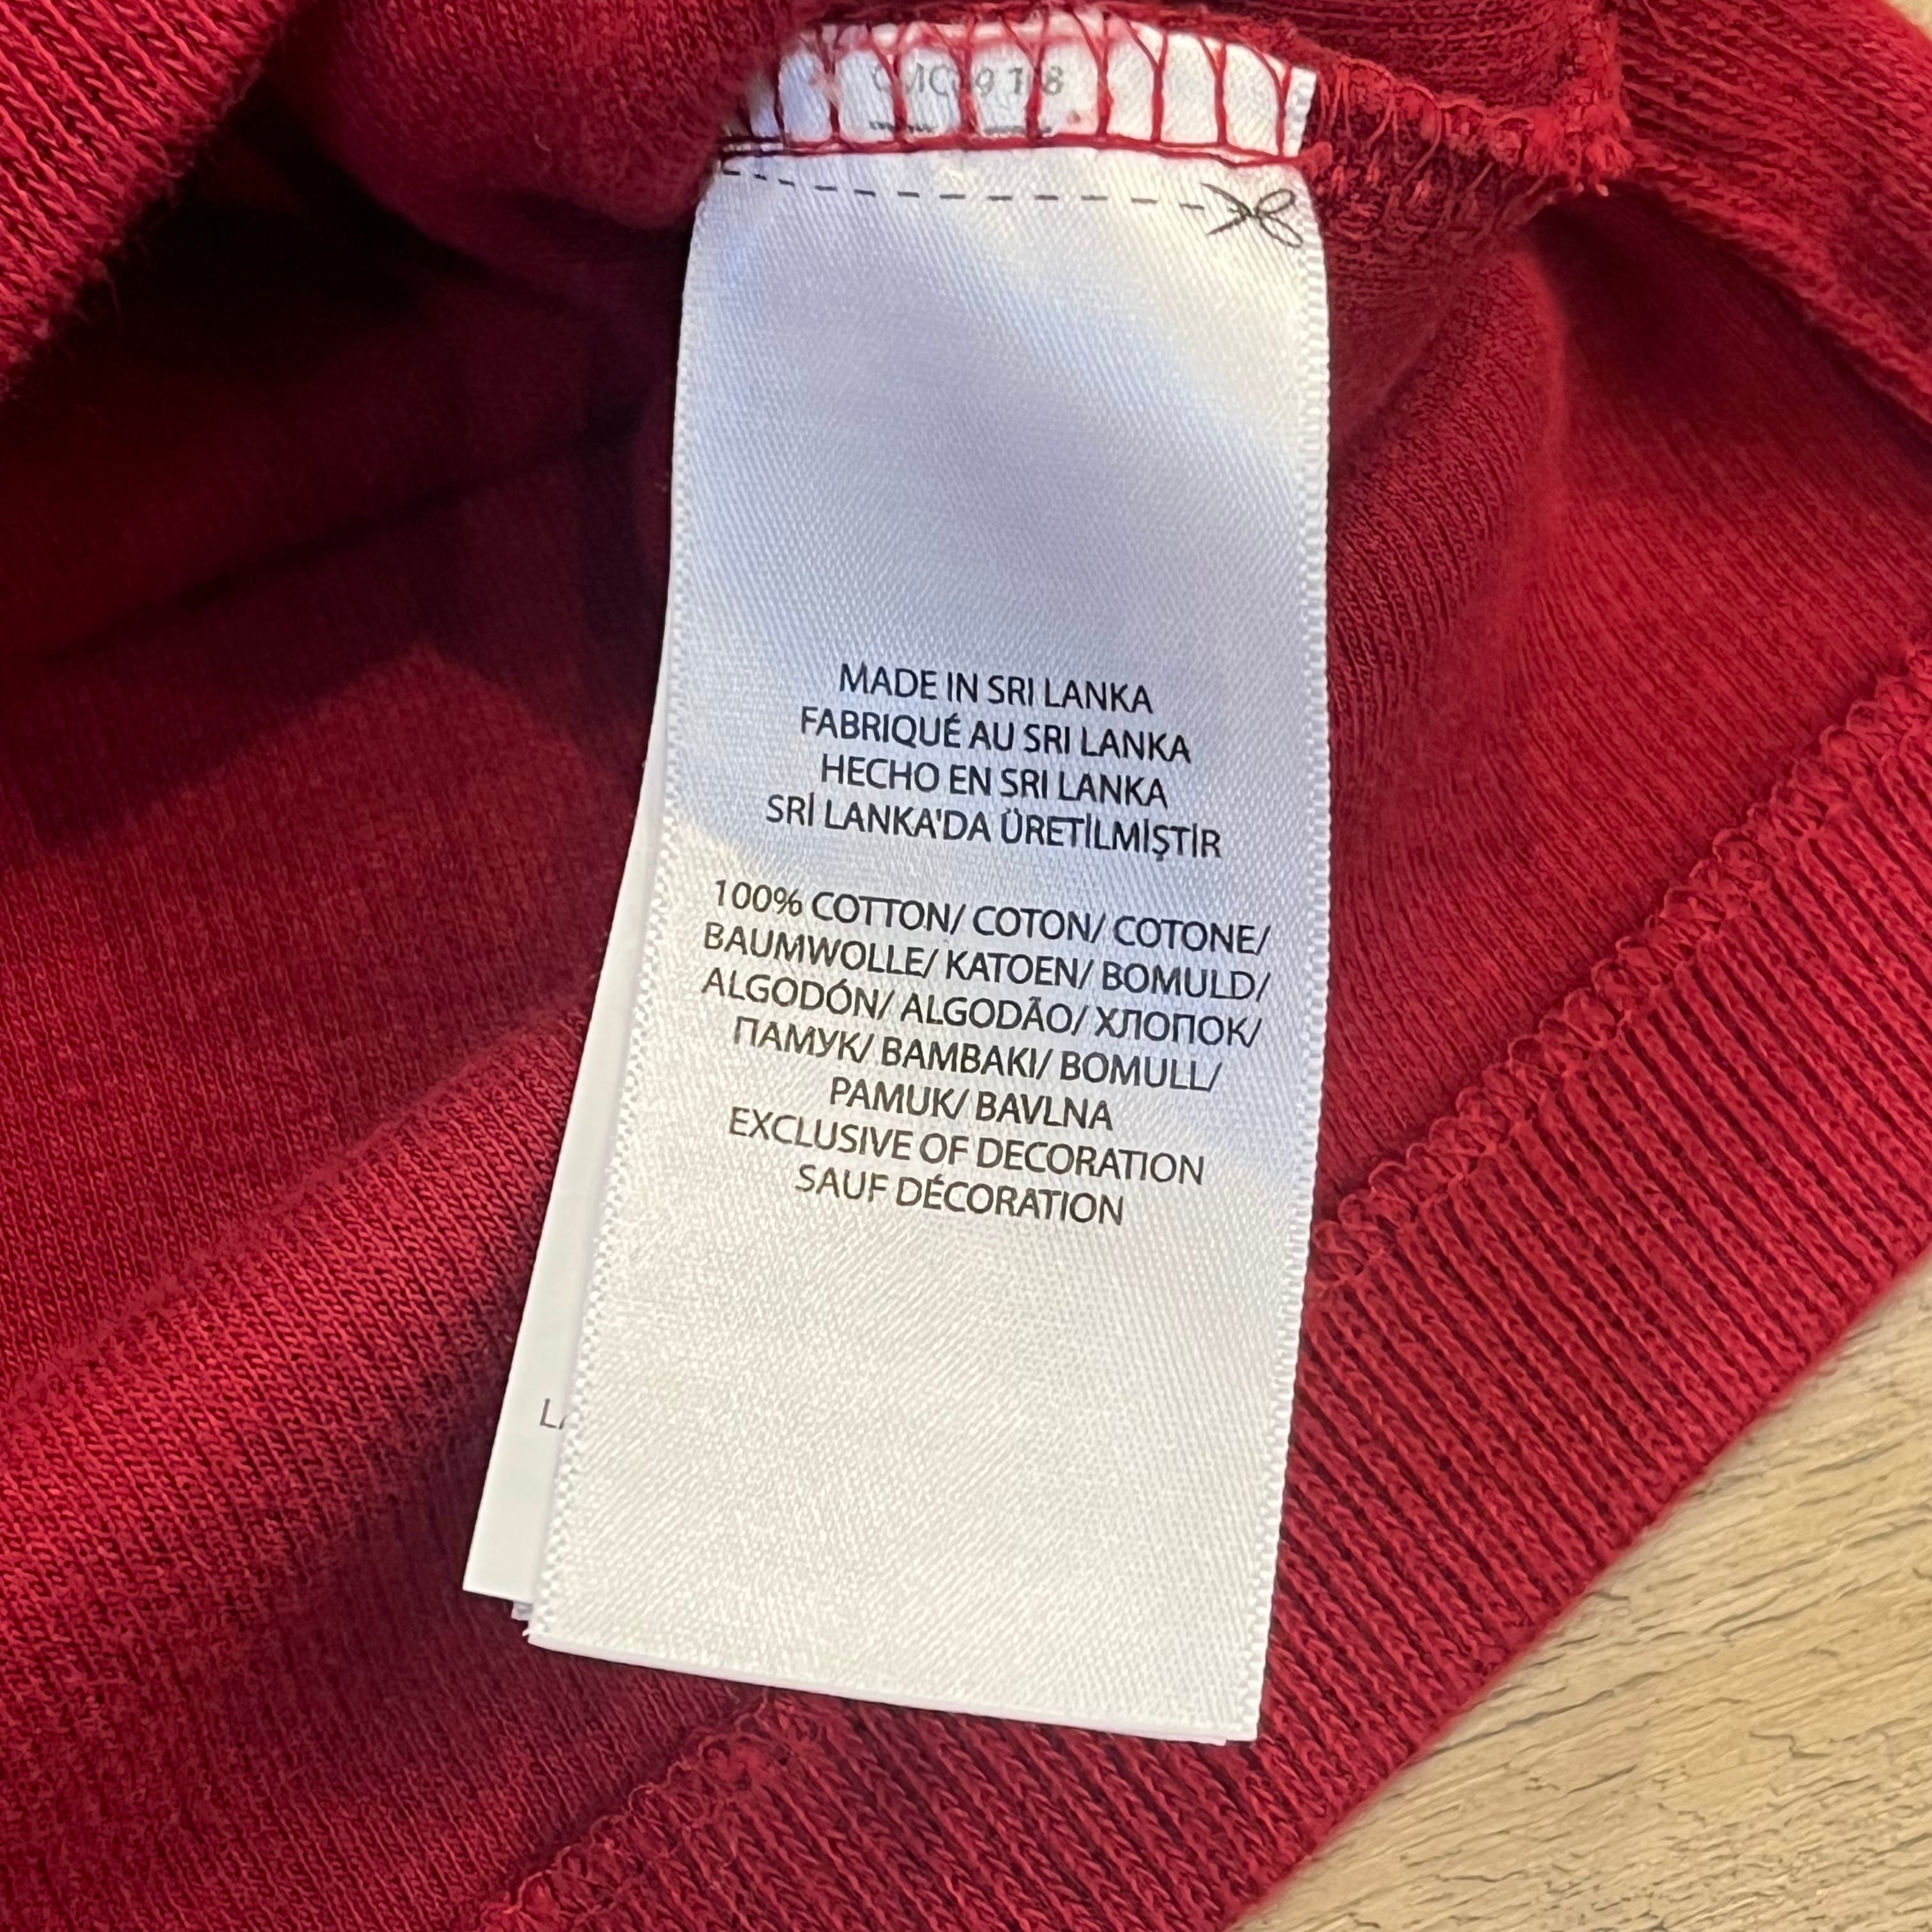 MADE IN SRI LANKA
FABRIQUÉ AU SRI LANKA
HECHO EN SRI LANKA
SRİ LANKA'DA ÜRETİLMİŞTİR
100% COTTON/ COTON/ COTONE/
BAUMWOLLE/ KATOEN/ BOMULD/
ALGODÓN/ ALGODÃO/ ХЛОПОК/
ПАМУК/ BAMBAKI/ BOMULL/
PAMUK/ BAVLNA
EXCLUSIVE OF DECORATION
SAUF DÉCORATION